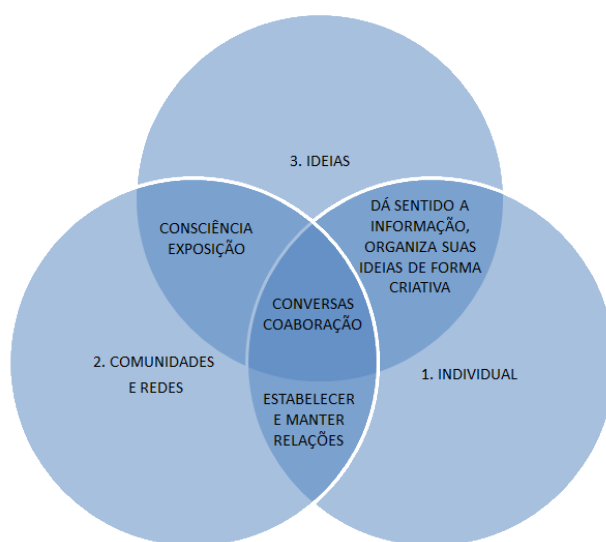 3. IDEIAS
CONSCIÊNCIA
EXPOSIÇÃO
DÁ SENTIDO A
INFORMAÇÃO,
ORGANIZA SUAS
IDEIAS DE FORMA
CRIATIVA
CONVERSAS
COABORAÇÃO
2. COMUNIDADES
E REDES
1. INDIVIDUAL
ESTABELECER
E MANTER
RELAÇÕES